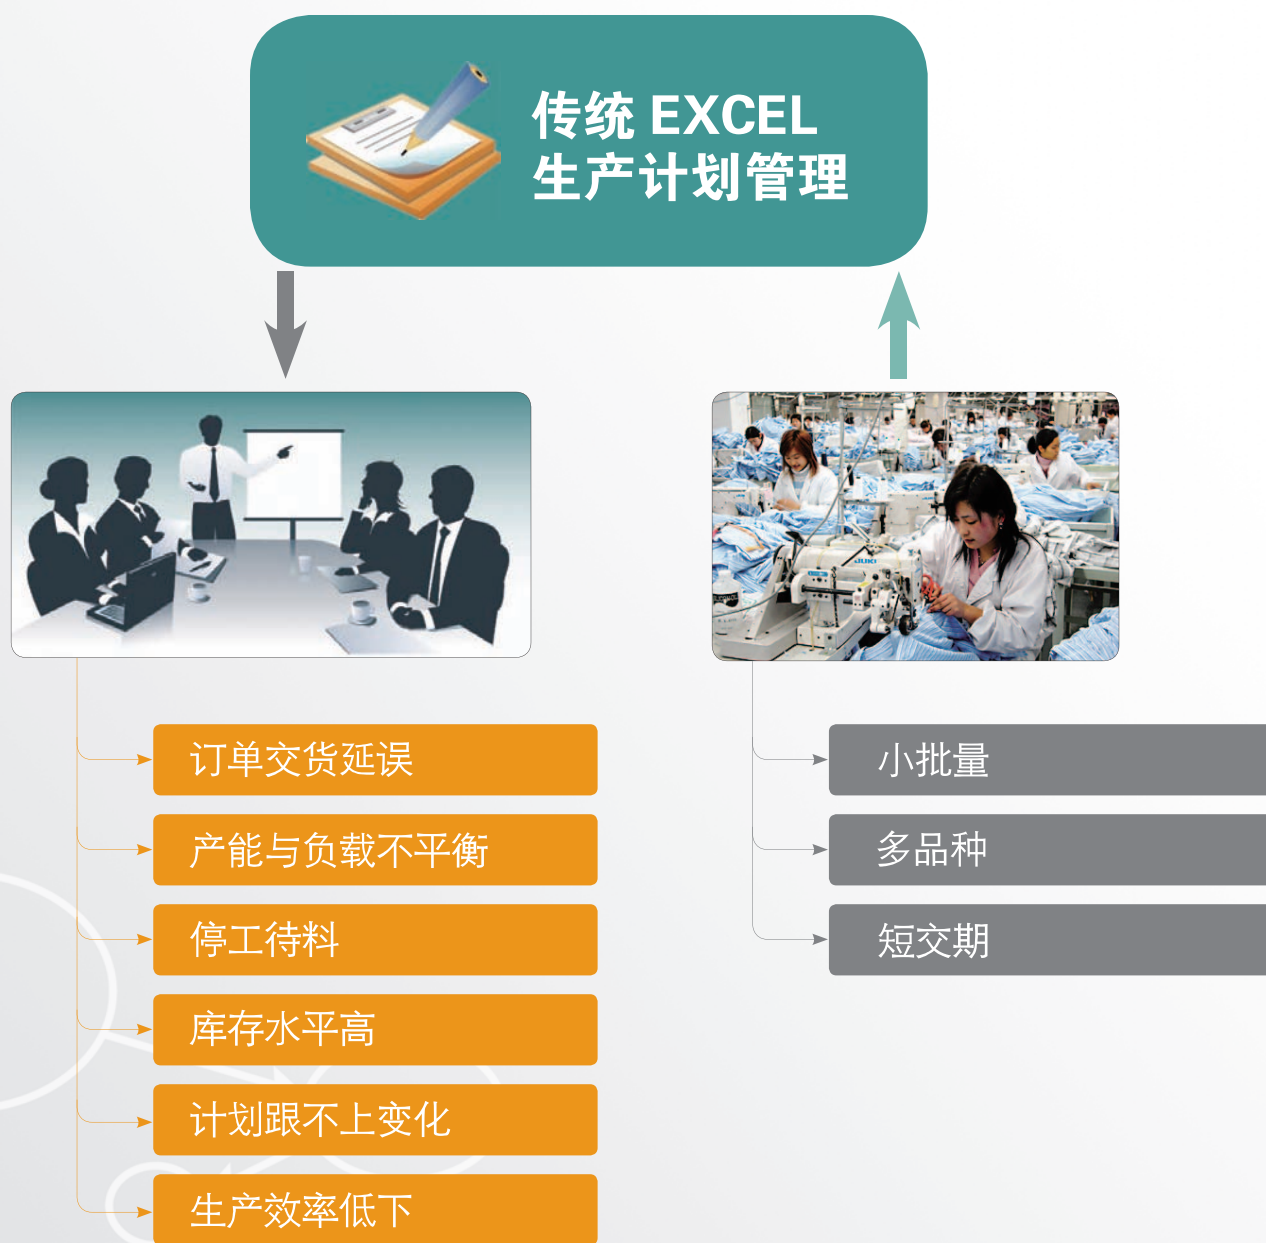 传统 EXCEL
生产计划管理
JUKI
订单交货延误
产能与负载不平衡
停工待料
库存水平高
计划跟不上变化
生产效率低下
小批量
多品种
短交期